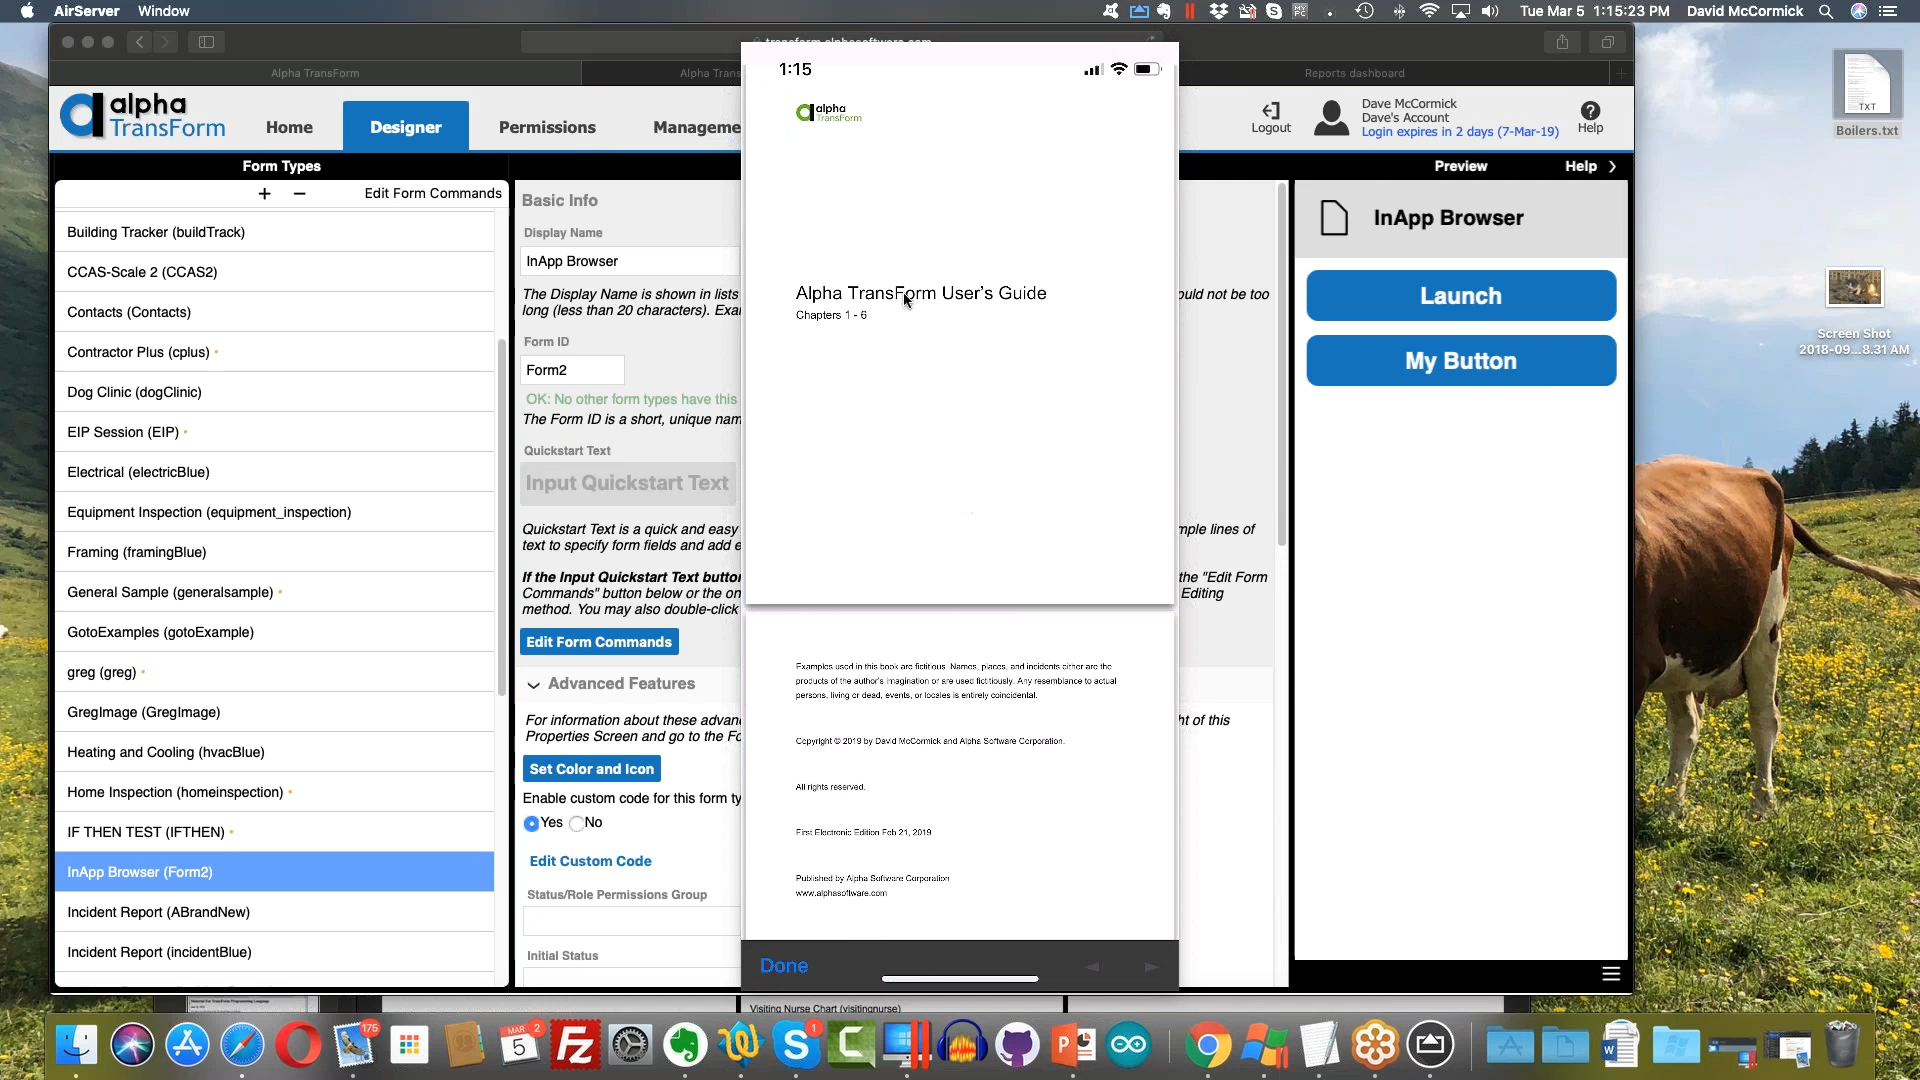 AirServer Window
Tue Mar 5 1:15:23 PM David McCormick
Alpha TransForm
Alpha Trans
transform.alphasoftware.com
Reports dashboard
alpha
TransForm
Home
Designer
Permissions
Manageme
Logout
Dave McCormick
Dave's Account
Login expires in 2 days (7-Mar-19)
Help
Form Types
+ − Edit Form Commands
Building Tracker (buildTrack)
CCAS-Scale 2 (CCAS2)
Contacts (Contacts)
Contractor Plus (cplus)
Dog Clinic (dogClinic)
EIP Session (EIP)
Electrical (electricBlue)
Equipment Inspection (equipment_inspection)
Framing (framingBlue)
General Sample (generalsample)
GotoExamples (gotoExample)
greg (greg)
GregImage (GregImage)
Heating and Cooling (hvacBlue)
Home Inspection (homeinspection)
IF THEN TEST (IFTHEN)
InApp Browser (Form2)
Incident Report (ABrandNew)
Incident Report (incidentBlue)
Basic Info
Display Name
InApp Browser
The Display Name is shown in lists
ould not be too
long (less than 20 characters). Exa
Form ID
Form2
OK: No other form types have this
The Form ID is a short, unique nam
Quickstart Text
Input Quickstart Text
Quickstart Text is a quick and easy
mple lines of
text to specify form fields and add e
If the Input Quickstart Text button
the "Edit Form
Commands" button below or the on
Editing
method. You may also double-click
Edit Form Commands
Advanced Features
For information about these advan
ht of this
Properties Screen and go to the Fo
Set Color and Icon
Enable custom code for this form ty
Yes No
Edit Custom Code
Status/Role Permissions Group
Initial Status
1:15
alpha
TransForm
Alpha TransForm User's Guide
Chapters 1 - 6
Examples used in this book are fictitious. Names, places, and incidents either are the
products of the author's imagination or are used fictitiously. Any resemblance to actual
persons, living or dead, events, or locales is entirely coincidental.
Copyright © 2019 by David McCormick and Alpha Software Corporation.
All rights reserved.
First Electronic Edition Feb 21, 2019
Published by Alpha Software Corporation
www.alphasoftware.com
Done
Preview
Help
InApp Browser
Launch
My Button
TXT
Boilers.txt
Screen Shot
2018-09...8.31 AM
Visiting Nurse Chart (visitingnurse)
175
MAR
5
2
1